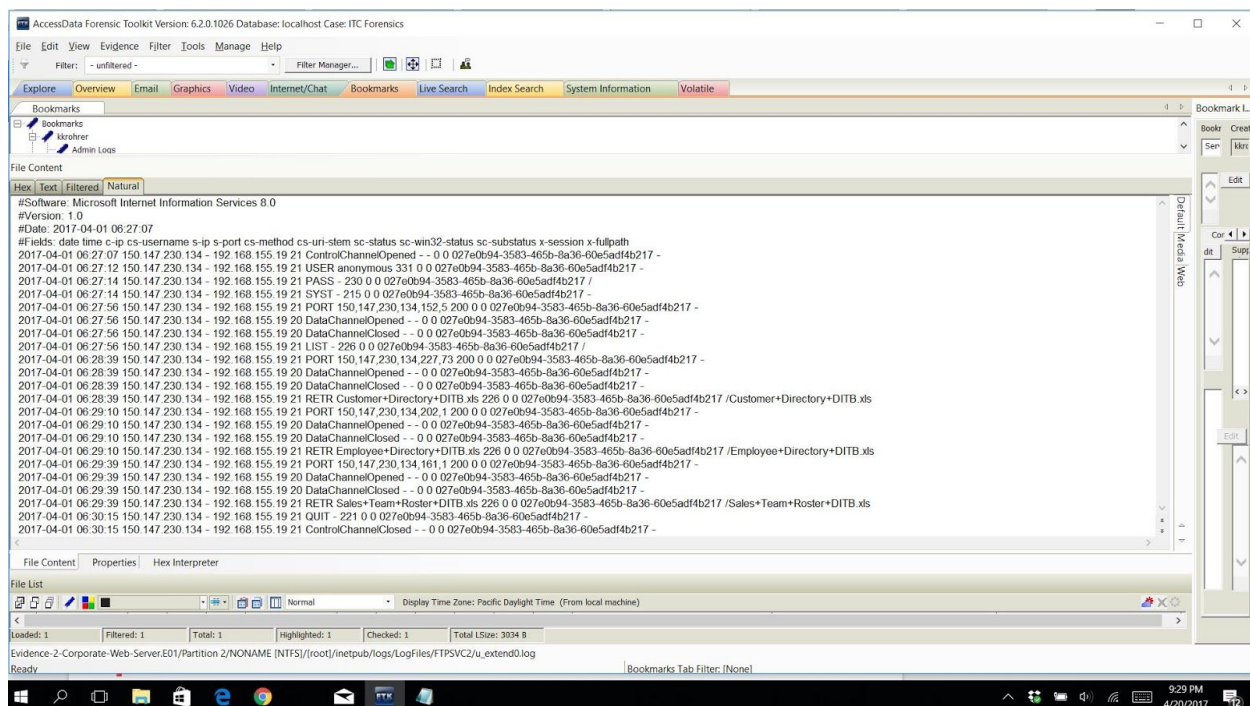 AccessData Forensic Toolkit Version: 6.2.0.1026 Database: localhost Case: ITC Forensics
File Edit View Evidence Filter Tools Manage Help
Filter: - unfiltered - Filter Manager...
Explore Overview Email Graphics Video Internet/Chat Bookmarks Live Search Index Search System Information Volatile
Bookmarks Bookmark I...
Bookmarks
kkrohrer
Admin Logs
Bookr Creat
Ser kkrc
Edit
File Content
Hex Text Filtered Natural
Default Media Web
#Software: Microsoft Internet Information Services 8.0
#Version: 1.0
#Date: 2017-04-01 06:27:07
#Fields: date time c-ip cs-username s-ip s-port cs-method cs-uri-stem sc-status sc-win32-status sc-substatus x-session x-fullpath
2017-04-01 06:27:07 150.147.230.134 - 192.168.155.19 21 ControlChannelOpened - - 0 0 027e0b94-3583-465b-8a36-60e5adf4b217 -
2017-04-01 06:27:12 150.147.230.134 - 192.168.155.19 21 USER anonymous 331 0 0 027e0b94-3583-465b-8a36-60e5adf4b217 -
2017-04-01 06:27:14 150.147.230.134 - 192.168.155.19 21 PASS - 230 0 0 027e0b94-3583-465b-8a36-60e5adf4b217 /
2017-04-01 06:27:14 150.147.230.134 - 192.168.155.19 21 SYST - 215 0 0 027e0b94-3583-465b-8a36-60e5adf4b217 -
2017-04-01 06:27:56 150.147.230.134 - 192.168.155.19 21 PORT 150,147,230,134,152,5 200 0 0 027e0b94-3583-465b-8a36-60e5adf4b217 -
2017-04-01 06:27:56 150.147.230.134 - 192.168.155.19 20 DataChannelOpened - - 0 0 027e0b94-3583-465b-8a36-60e5adf4b217 -
2017-04-01 06:27:56 150.147.230.134 - 192.168.155.19 20 DataChannelClosed - - 0 0 027e0b94-3583-465b-8a36-60e5adf4b217 -
2017-04-01 06:27:56 150.147.230.134 - 192.168.155.19 21 LIST - 226 0 0 027e0b94-3583-465b-8a36-60e5adf4b217 /
2017-04-01 06:28:39 150.147.230.134 - 192.168.155.19 21 PORT 150,147,230,134,227,73 200 0 0 027e0b94-3583-465b-8a36-60e5adf4b217 -
2017-04-01 06:28:39 150.147.230.134 - 192.168.155.19 20 DataChannelOpened - - 0 0 027e0b94-3583-465b-8a36-60e5adf4b217 -
2017-04-01 06:28:39 150.147.230.134 - 192.168.155.19 20 DataChannelClosed - - 0 0 027e0b94-3583-465b-8a36-60e5adf4b217 -
2017-04-01 06:28:39 150.147.230.134 - 192.168.155.19 21 RETR Customer+Directory+DITB.xls 226 0 0 027e0b94-3583-465b-8a36-60e5adf4b217 /Customer+Directory+DITB.xls
2017-04-01 06:29:10 150.147.230.134 - 192.168.155.19 21 PORT 150,147,230,134,202,1 200 0 0 027e0b94-3583-465b-8a36-60e5adf4b217 -
2017-04-01 06:29:10 150.147.230.134 - 192.168.155.19 20 DataChannelOpened - - 0 0 027e0b94-3583-465b-8a36-60e5adf4b217 -
2017-04-01 06:29:10 150.147.230.134 - 192.168.155.19 20 DataChannelClosed - - 0 0 027e0b94-3583-465b-8a36-60e5adf4b217 -
2017-04-01 06:29:10 150.147.230.134 - 192.168.155.19 21 RETR Employee+Directory+DITB.xls 226 0 0 027e0b94-3583-465b-8a36-60e5adf4b217 /Employee+Directory+DITB.xls
2017-04-01 06:29:39 150.147.230.134 - 192.168.155.19 21 PORT 150,147,230,134,161,1 200 0 0 027e0b94-3583-465b-8a36-60e5adf4b217 -
2017-04-01 06:29:39 150.147.230.134 - 192.168.155.19 20 DataChannelOpened - - 0 0 027e0b94-3583-465b-8a36-60e5adf4b217 -
2017-04-01 06:29:39 150.147.230.134 - 192.168.155.19 20 DataChannelClosed - - 0 0 027e0b94-3583-465b-8a36-60e5adf4b217 -
2017-04-01 06:29:39 150.147.230.134 - 192.168.155.19 21 RETR Sales+Team+Roster+DITB.xls 226 0 0 027e0b94-3583-465b-8a36-60e5adf4b217 /Sales+Team+Roster+DITB.xls
2017-04-01 06:30:15 150.147.230.134 - 192.168.155.19 21 QUIT - 221 0 0 027e0b94-3583-465b-8a36-60e5adf4b217 -
2017-04-01 06:30:15 150.147.230.134 - 192.168.155.19 21 ControlChannelClosed - - 0 0 027e0b94-3583-465b-8a36-60e5adf4b217 -
Cor
dit Supp
Edit
File Content Properties Hex Interpreter
File List
Normal Display Time Zone: Pacific Daylight Time (From local machine)
Loaded: 1 Filtered: 1 Total: 1 Highlighted: 1 Checked: 1 Total LSize: 3034 B
Evidence-2-Corporate-Web-Server.E01/Partition 2/NONAME [NTFS]/[root]/inetpub/logs/LogFiles/FTPSVC2/u_extend0.log
Ready Bookmarks Tab Filter: [None]
FTK
9:29 PM
4/20/2017
12